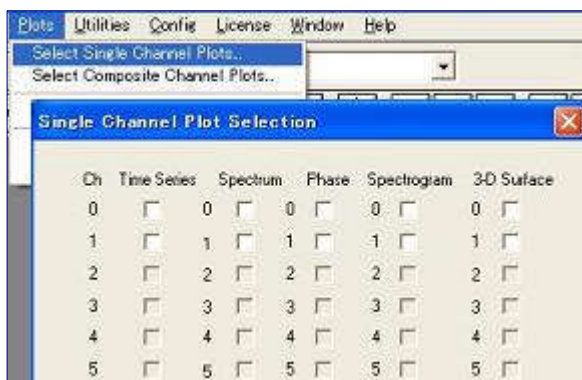 Plots Utilities Config License Window Help
Select Single Channel Plots..
Select Composite Channel Plots..
Single Channel Plot Selection
Ch Time Series Spectrum Phase Spectrogram 3-D Surface
0 0 0 0 0
1 1 1 1 1
2 2 2 2 2
3 3 3 3 3
4 4 4 4 4
5 5 5 5 5